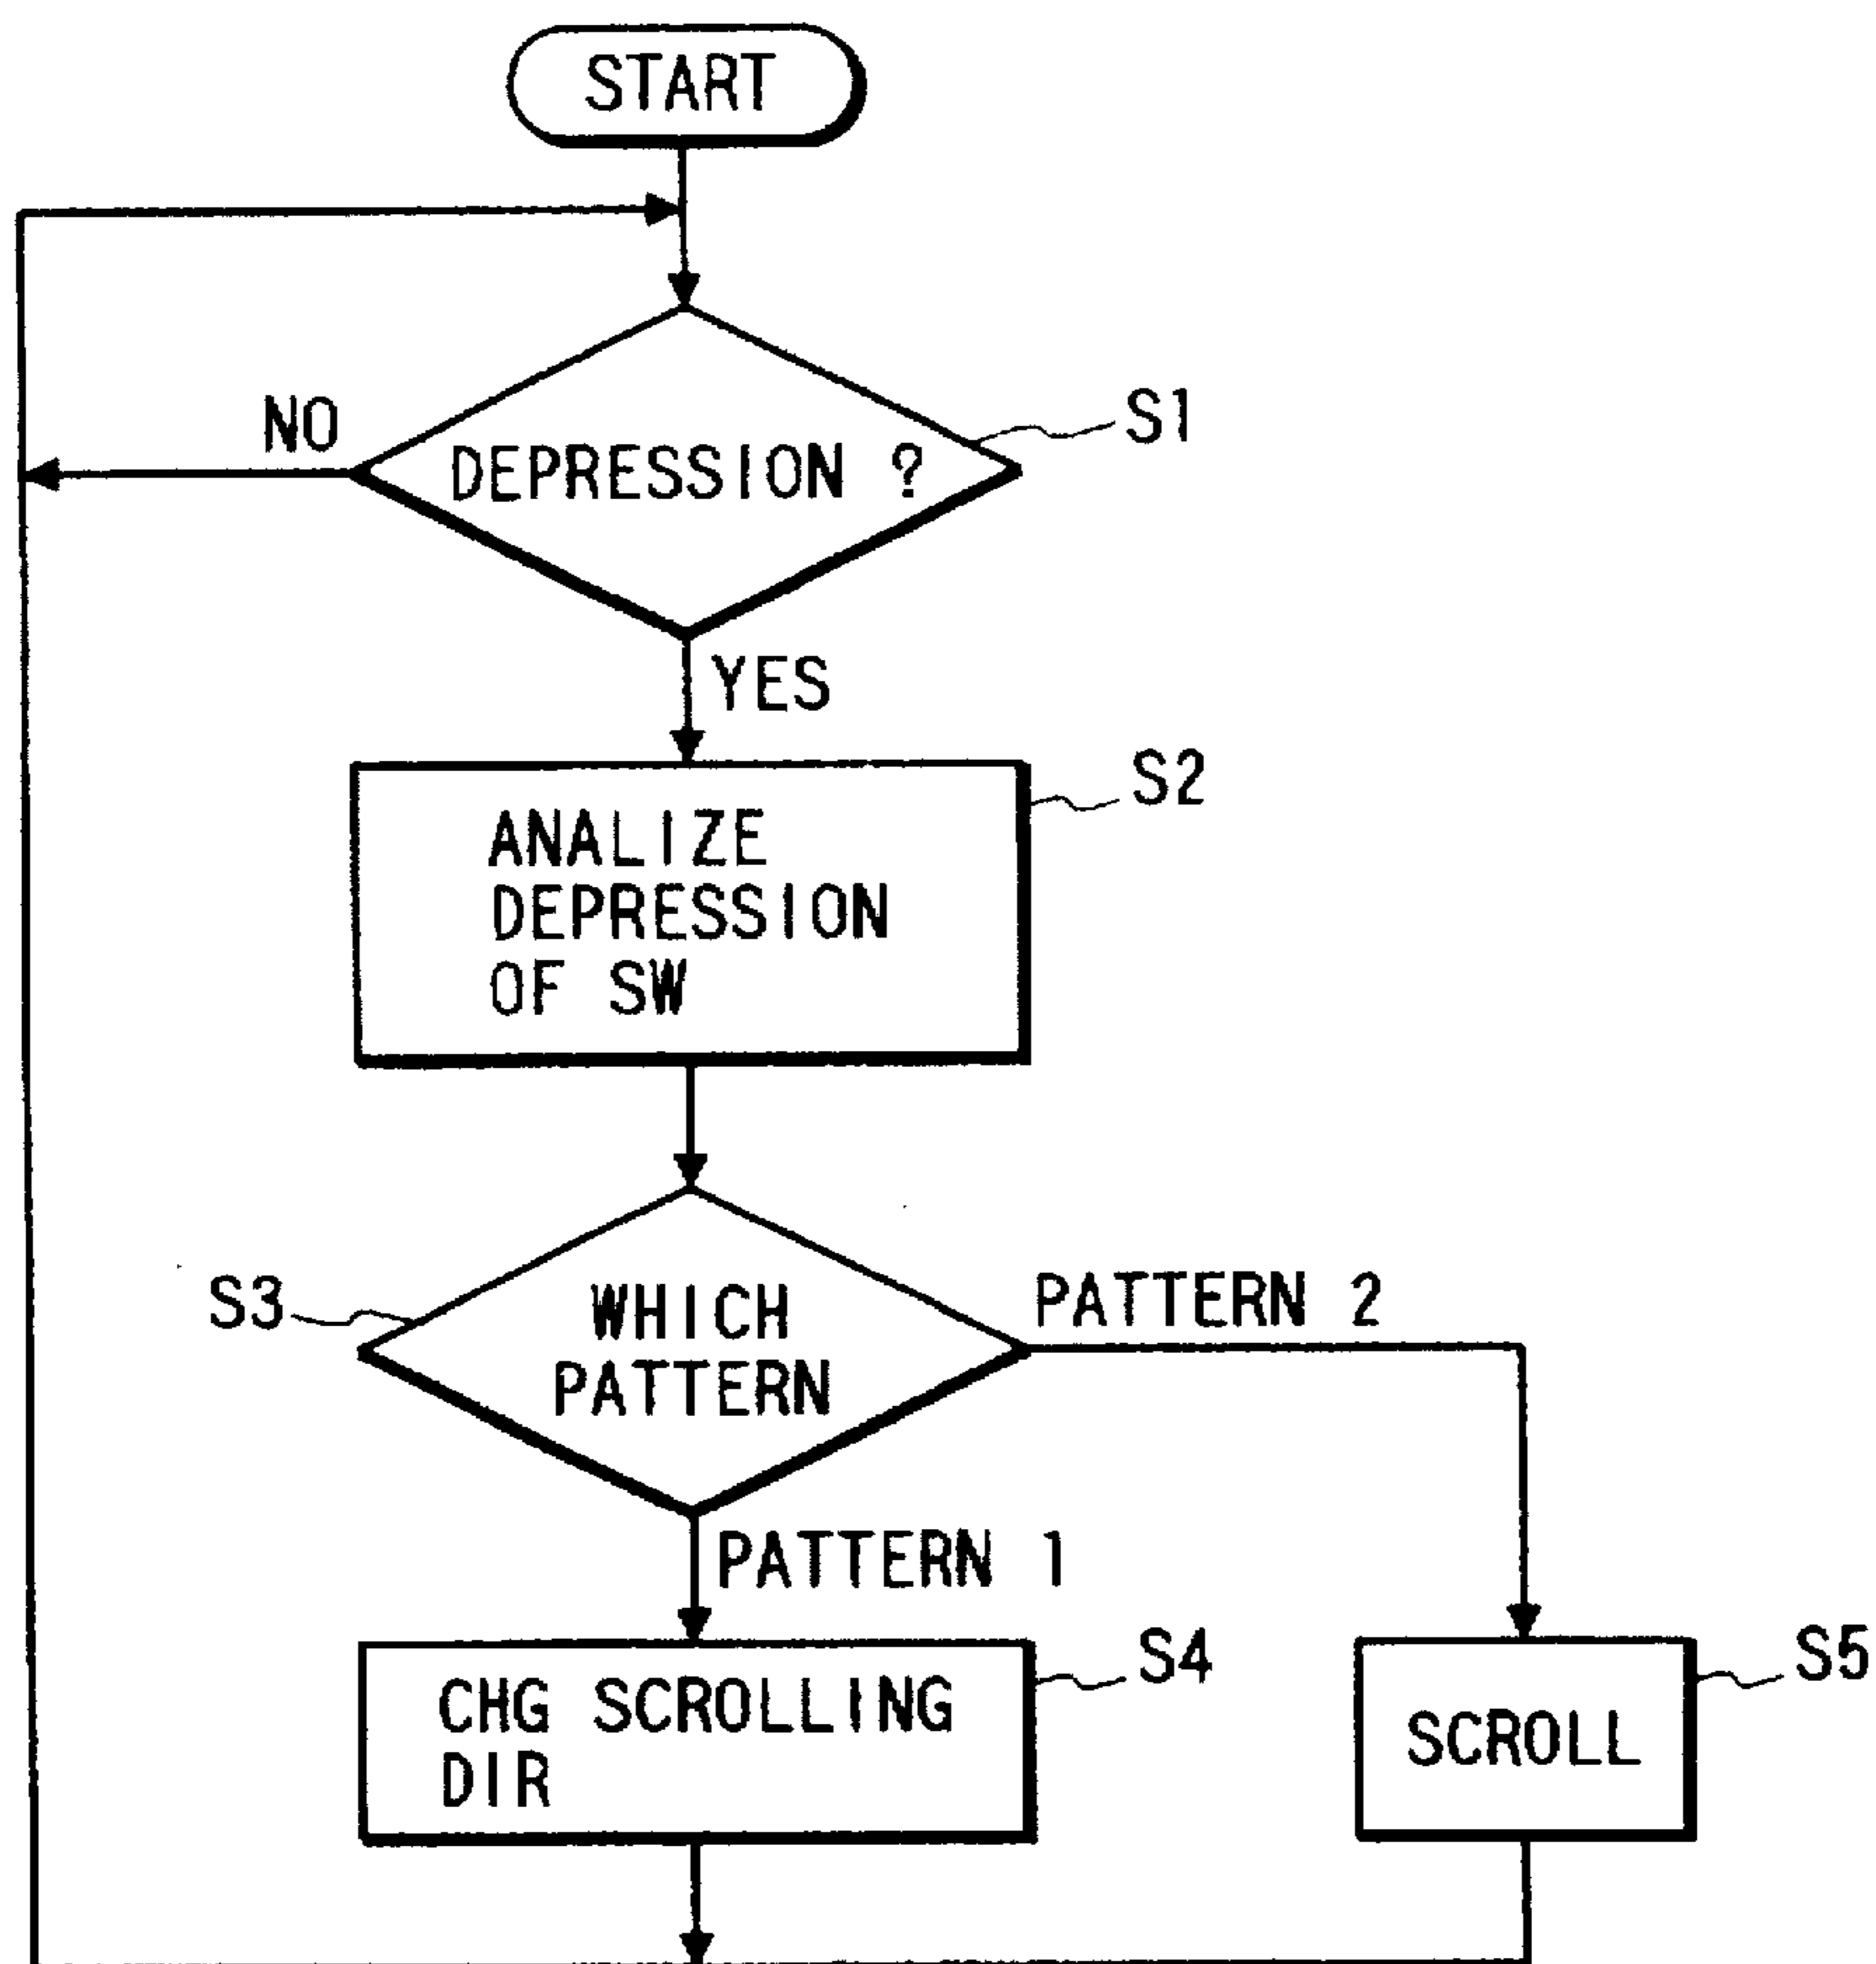 START
NO
DEPRESSION ?
S1
YES
S2
ANALIZE
DEPRESSION
OF SW
S3
WHICH
PATTERN
PATTERN 2
PATTERN 1
S4
CHG SCROLLING
DIR
S5
SCROLL